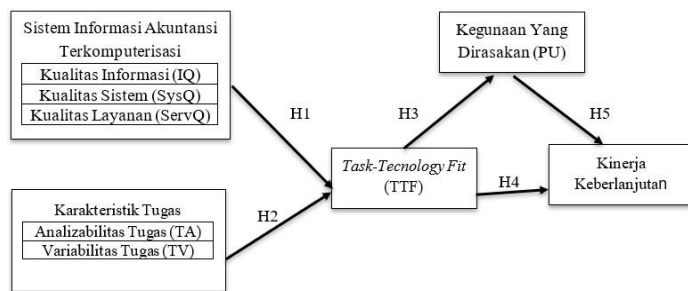 Sistem Informasi Akuntansi
Terkomputerisasi
Kualitas Informasi (IQ)
Kualitas Sistem (SysQ)
Kualitas Layanan (ServQ)
Kegunaan Yang
Dirasakan (PU)
H1
H3
H5
Task-Tecnology Fit
(TTF)
H4
Kinerja
Keberlanjutan
Karakteristik Tugas
Analizabilitas Tugas (TA)
Variabilitas Tugas (TV)
H2